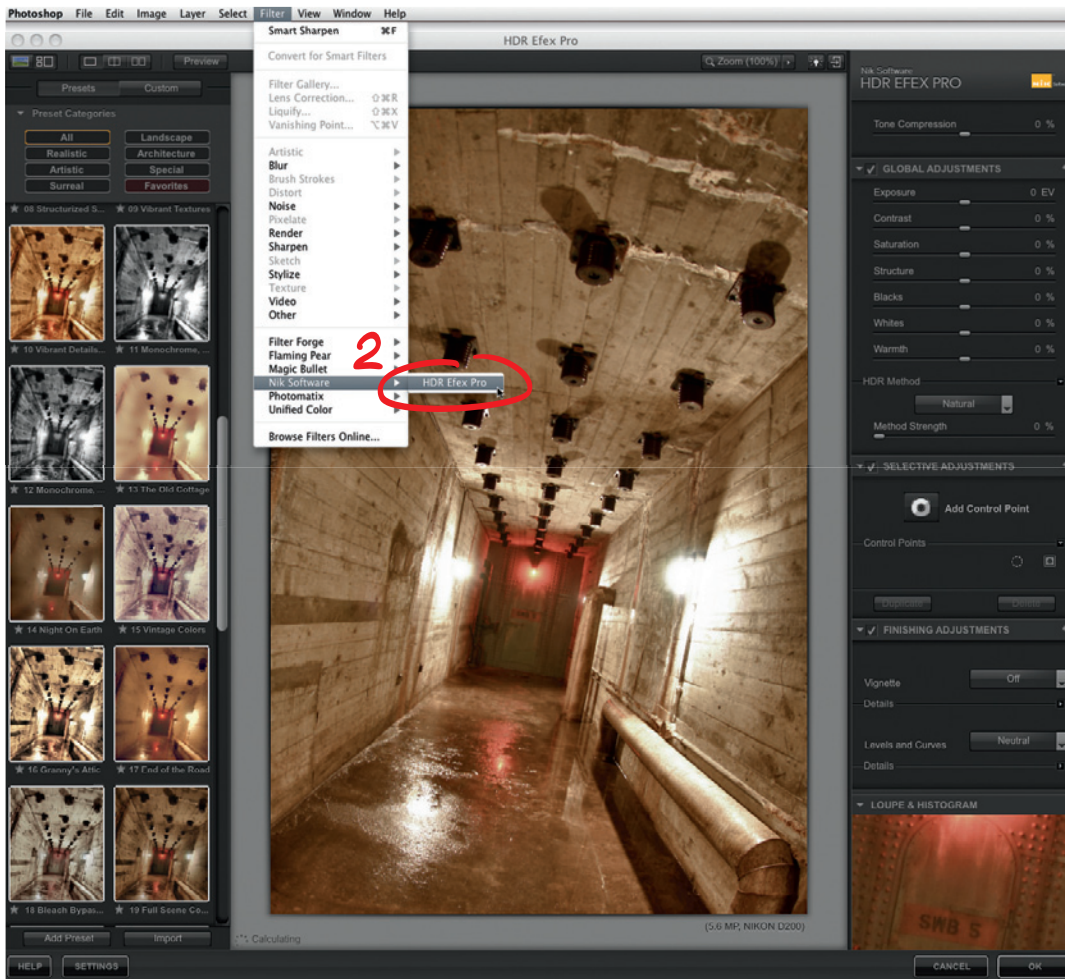 Photoshop File Edit Image Layer Select Filter View Window Help
HDR Efex Pro
Preview
Zoom (100%)
Presets Custom
Preset Categories
All Landscape
Realistic Architecture
Artistic Special
Surreal Favorites
08 Structurized S... 09 Vibrant Textures
10 Vibrant Details... 11 Monochrome, ...
12 Monochrome, ... 13 The Old Cottage
14 Night On Earth 15 Vintage Colors
16 Granny's Attic 17 End of the Road
18 Bleach Bypas... 19 Full Scene Co...
Add Preset Import
HELP SETTINGS
Smart Sharpen ⌘F
Convert for Smart Filters
Filter Gallery...
Lens Correction... ⇧⌘R
Liquify... ⇧⌘X
Vanishing Point... ⌥⌘V
Artistic
Blur
Brush Strokes
Distort
Noise
Pixelate
Render
Sharpen
Sketch
Stylize
Texture
Video
Other
Filter Forge
2
Flaming Pear
Magic Bullet
Nik Software HDR Efex Pro
Photomatix
Unified Color
Browse Filters Online...
(5.6 MP, NIKON D200)
Calculating
Nik Software
HDR EFEX PRO
Tone Compression 0 %
GLOBAL ADJUSTMENTS
Exposure 0 EV
Contrast 0 %
Saturation 0 %
Structure 0 %
Blacks 0 %
Whites 0 %
Warmth 0 %
HDR Method
Natural
Method Strength 0 %
SELECTIVE ADJUSTMENTS
Add Control Point
Control Points
Duplicate Delete
FINISHING ADJUSTMENTS
Vignette Off
Details
Levels and Curves Neutral
Details
LOUPE & HISTOGRAM
SWB 5
CANCEL OK